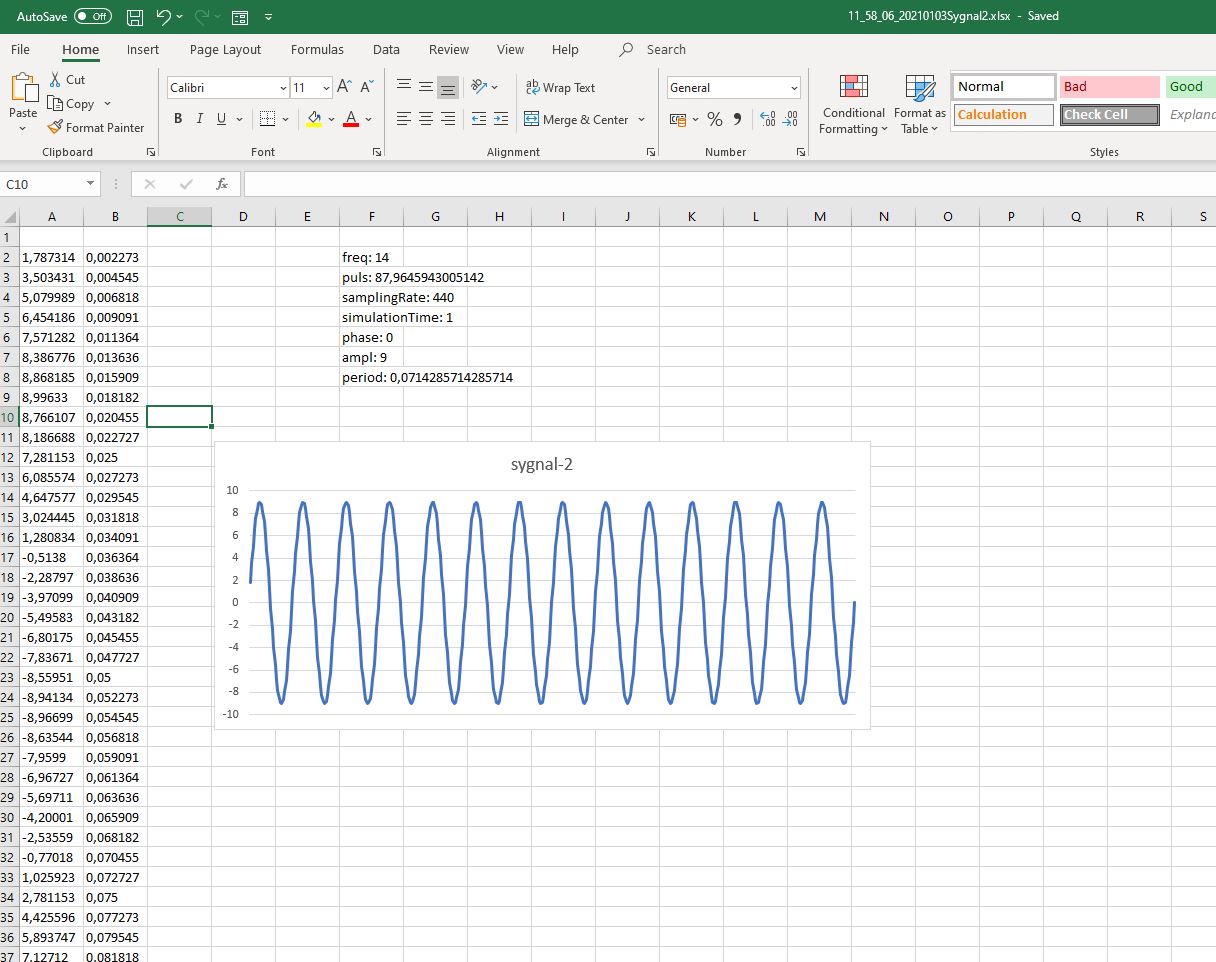 AutoSave Off 11_58_06_20210103Sygnal2.xlsx - Saved
File Home Insert Page Layout Formulas Data Review View Help Search
Paste
Cut
Copy
Format Painter
Clipboard
Calibri 11
B I U A
Font
Wrap Text
Merge & Center
Alignment
General
%
Number
Conditional Formatting
Format as Table
Normal Bad Good
Calculation Check Cell Explana
Styles
C10 fx
A B C D E F G H I J K L M N O P Q R S
1
2 1,787314 0,002273 freq: 14
3 3,503431 0,004545 puls: 87,9645943005142
4 5,079989 0,006818 samplingRate: 440
5 6,454186 0,009091 simulationTime: 1
6 7,571282 0,011364 phase: 0
7 8,386776 0,013636 ampl: 9
8 8,868185 0,015909 period: 0,0714285714285714
9 8,99633 0,018182
10 8,766107 0,020455
11 8,186688 0,022727
12 7,281153 0,025
13 6,085574 0,027273
14 4,647577 0,029545
15 3,024445 0,031818
16 1,280834 0,034091
17 -0,5138 0,036364
18 -2,28797 0,038636
19 -3,97099 0,040909
20 -5,49583 0,043182
21 -6,80175 0,045455
22 -7,83671 0,047727
23 -8,55951 0,05
24 -8,94134 0,052273
25 -8,96699 0,054545
26 -8,63544 0,056818
27 -7,9599 0,059091
28 -6,96727 0,061364
29 -5,69711 0,063636
30 -4,20001 0,065909
31 -2,53559 0,068182
32 -0,77018 0,070455
33 1,025923 0,072727
34 2,781153 0,075
35 4,425596 0,077273
36 5,893747 0,079545
37 7,12712 0,081818
sygnal-2
10
8
6
4
2
0
-2
-4
-6
-8
-10